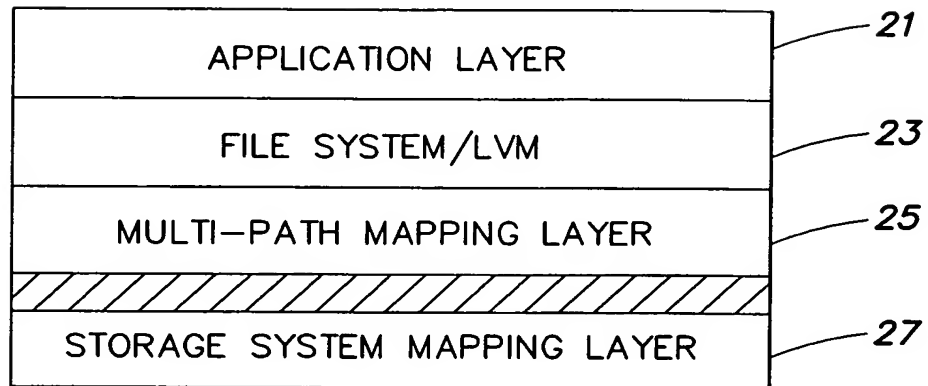 21
APPLICATION LAYER
23
FILE SYSTEM/LVM
25
MULTI-PATH MAPPING LAYER
27
STORAGE SYSTEM MAPPING LAYER